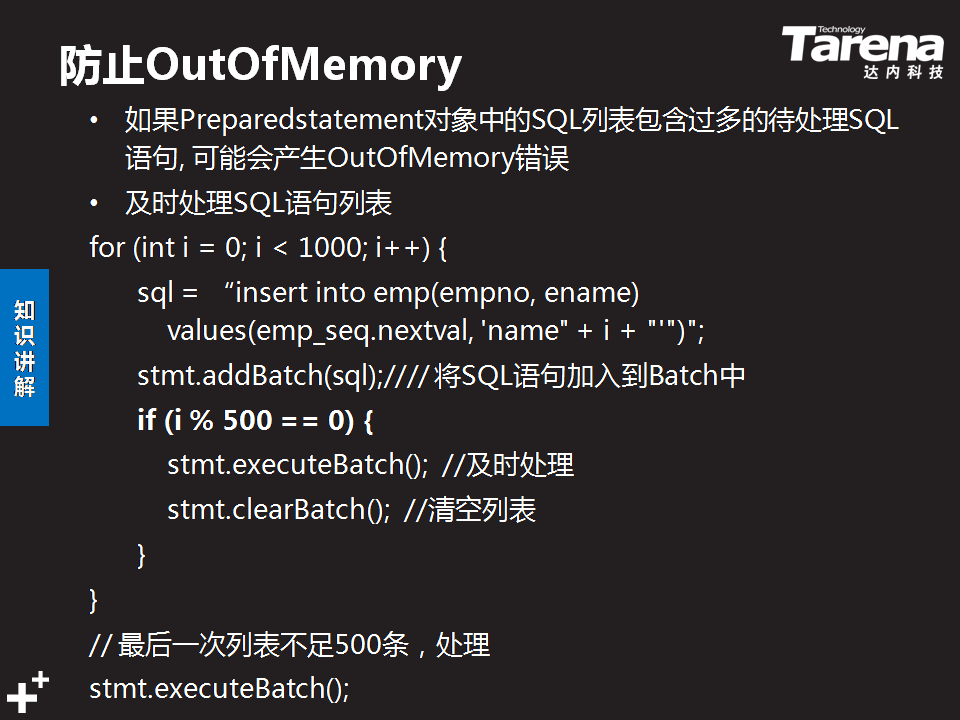 防止OutOfMemory
Technology
Tarena
达内科技
• 如果Preparedstatement对象中的SQL列表包含过多的待处理SQL
语句, 可能会产生OutOfMemory错误
• 及时处理SQL语句列表
for (int i = 0; i < 1000; i++) {
sql = “insert into emp(empno, ename)
values(emp_seq.nextval, 'name" + i + "'")";
stmt.addBatch(sql);//// 将SQL语句加入到Batch中
if (i % 500 == 0) {
stmt.executeBatch(); //及时处理
stmt.clearBatch(); //清空列表
}
}
// 最后一次列表不足500条，处理
stmt.executeBatch();
知识讲解